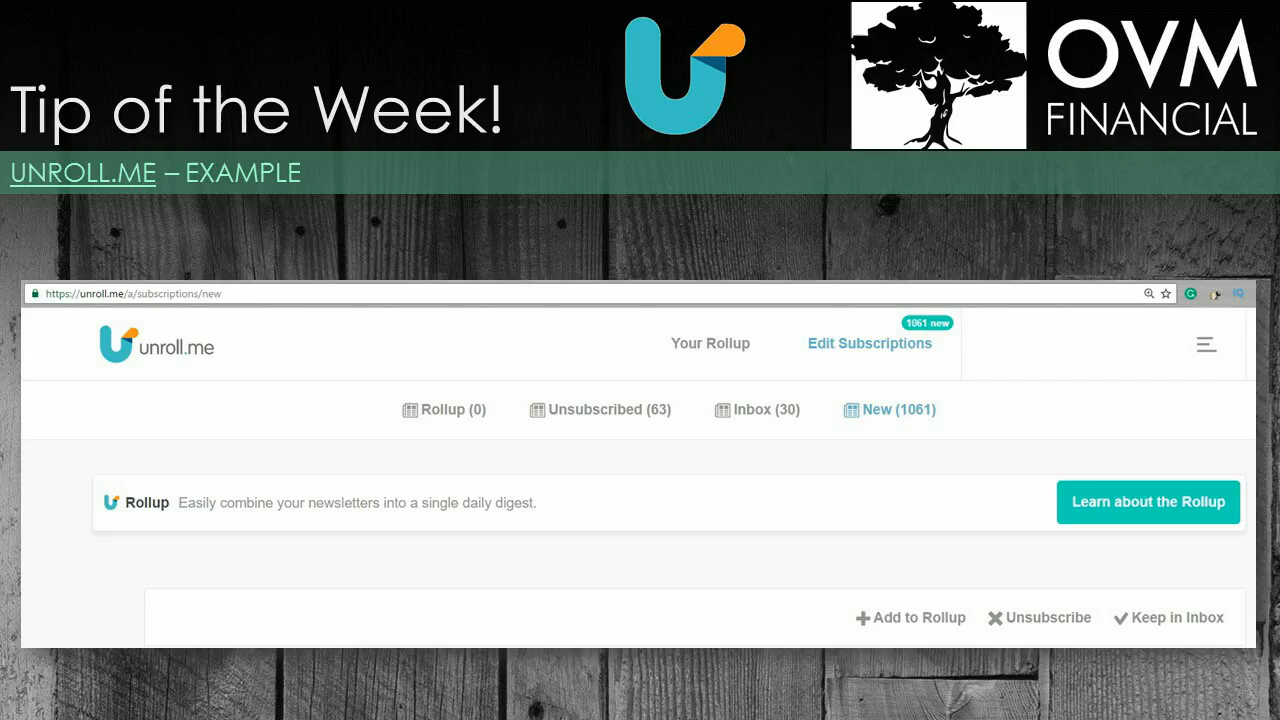 Tip of the Week!
OVM
FINANCIAL
UNROLL.ME – EXAMPLE
https://unroll.me/a/subscriptions/new
unroll.me
Your Rollup
1061 new
Edit Subscriptions
Rollup (0)
Unsubscribed (63)
Inbox (30)
New (1061)
Rollup Easily combine your newsletters into a single daily digest.
Learn about the Rollup
Add to Rollup
Unsubscribe
Keep in Inbox